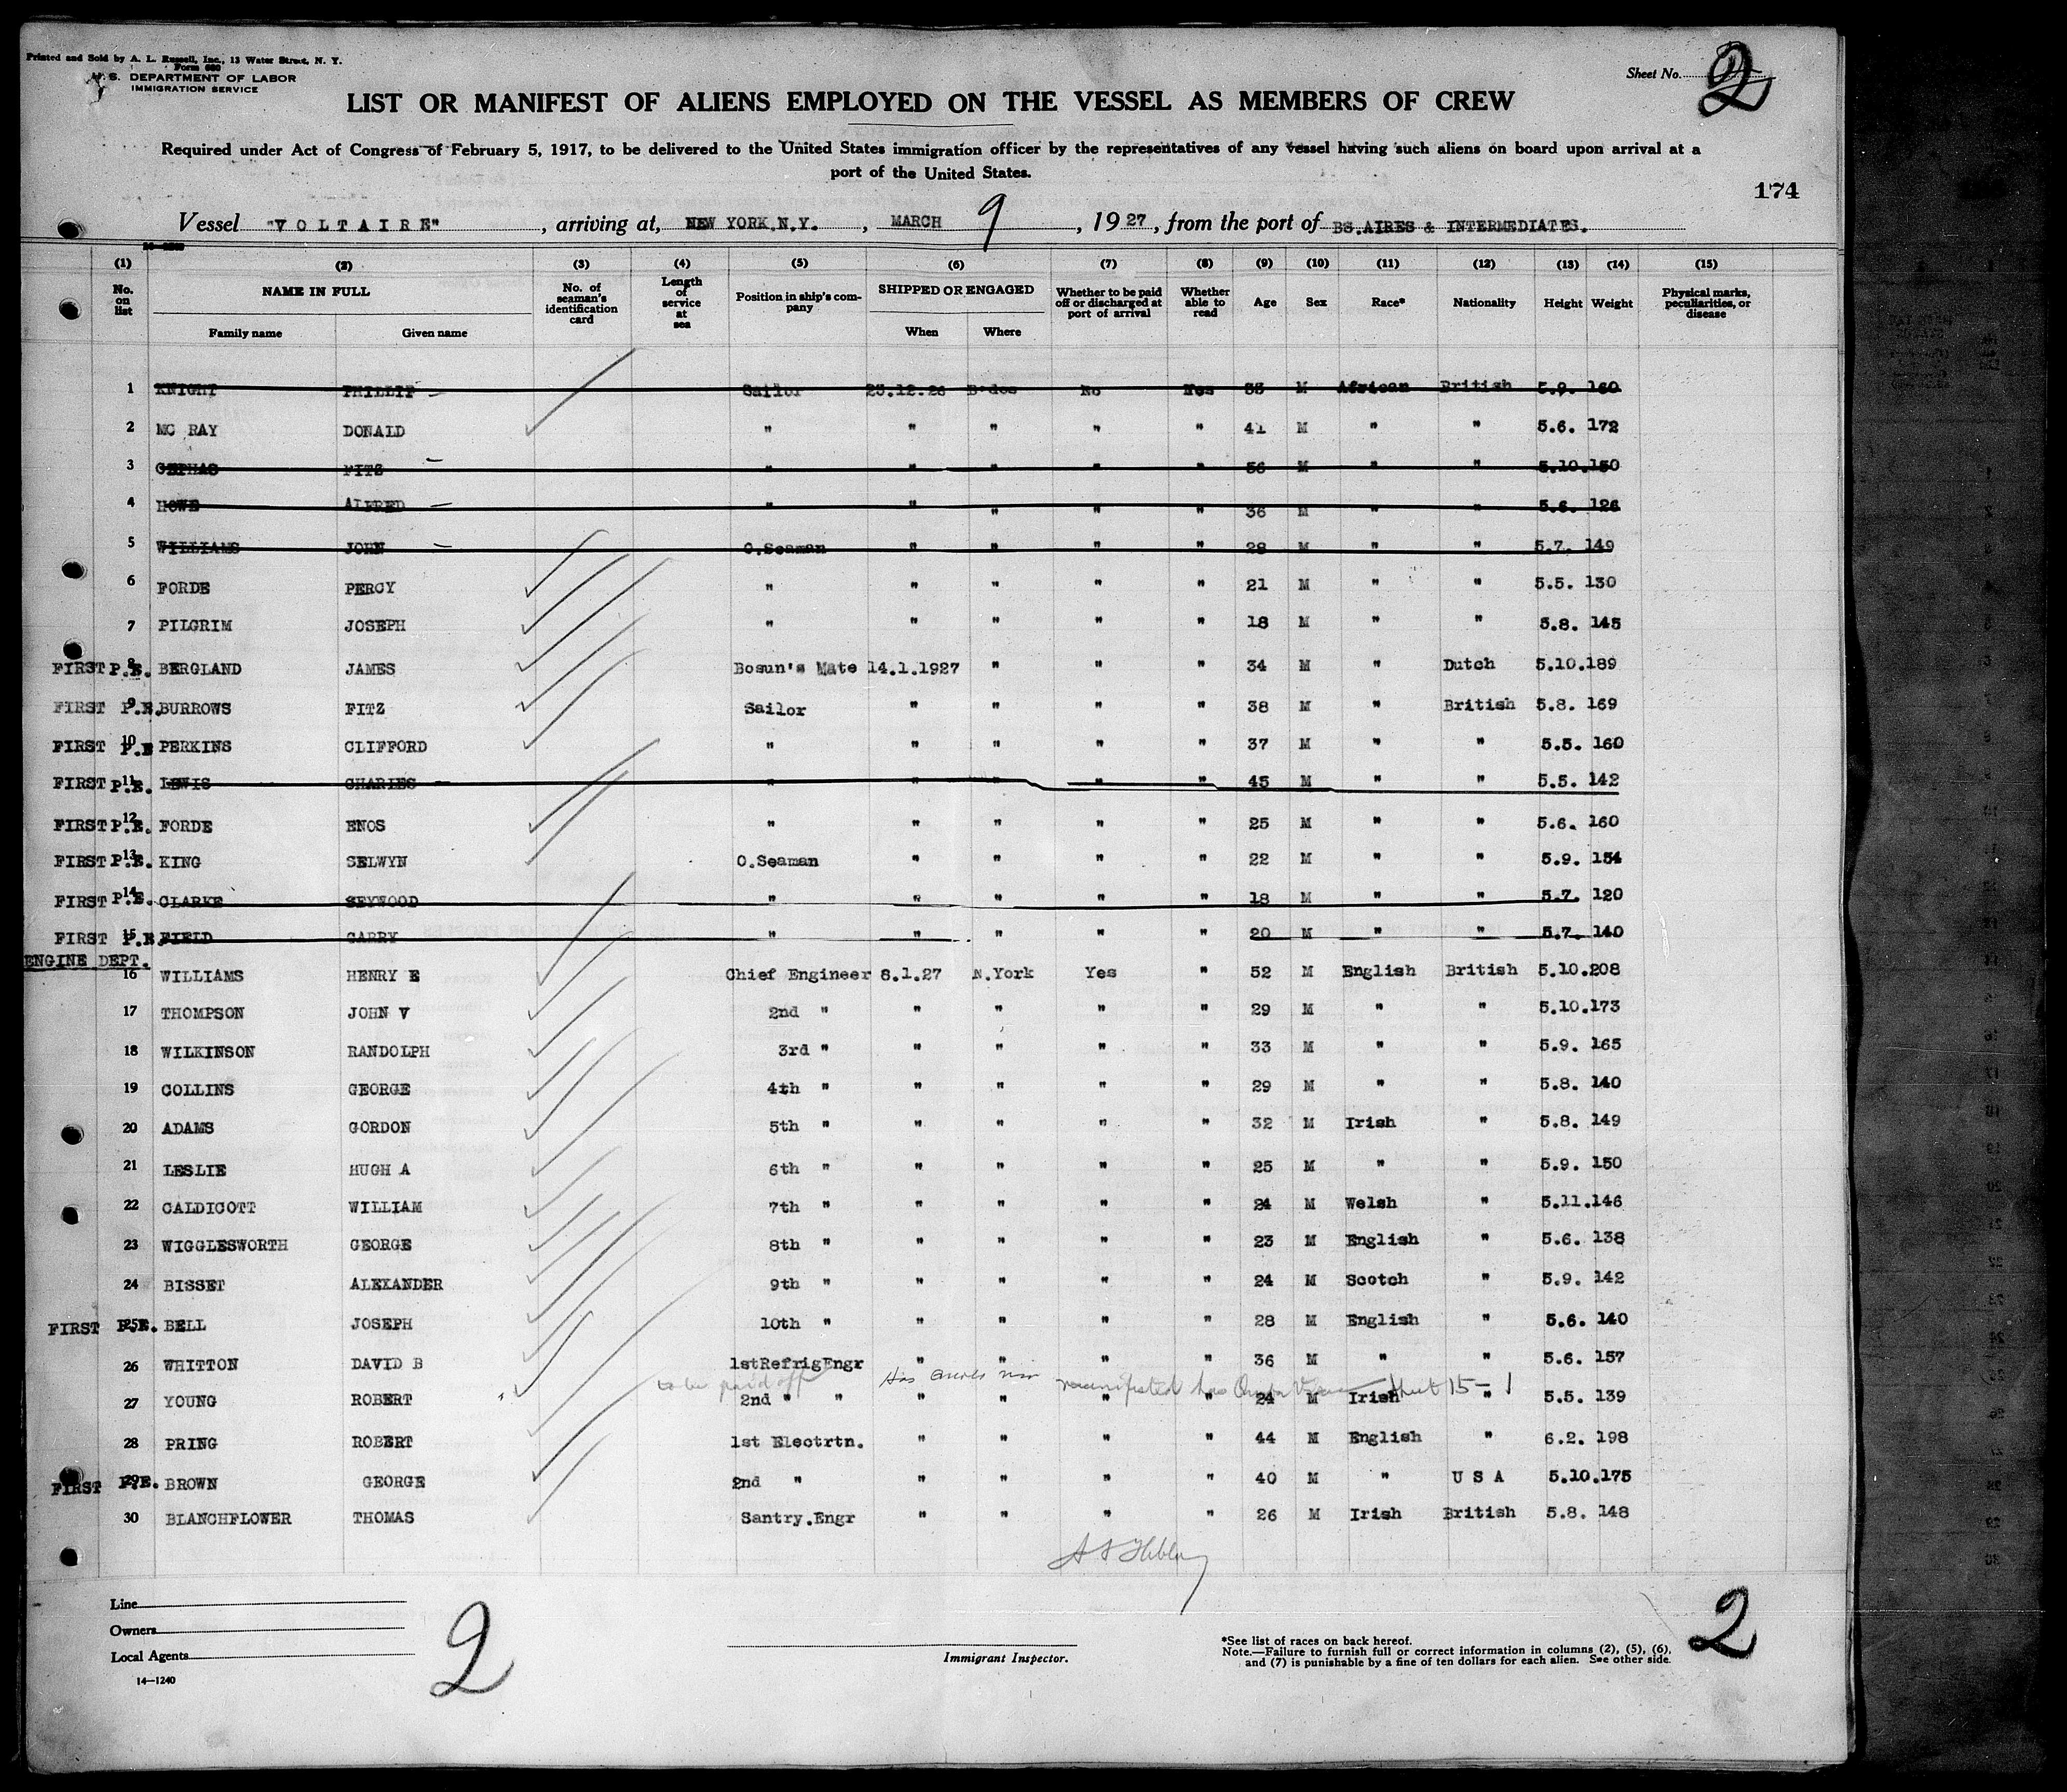 Printed and Sold by A. L. Russell, Inc., 13 Water Street, N. Y.
Form 680
U. S. DEPARTMENT OF LABOR
IMMIGRATION SERVICE
Sheet No. 2
LIST OR MANIFEST OF ALIENS EMPLOYED ON THE VESSEL AS MEMBERS OF CREW
Required under Act of Congress of February 5, 1917, to be delivered to the United States immigration officer by the representatives of any vessel having such aliens on board upon arrival at a
port of the United States.
174
Vessel "VOLTAIRE", arriving at, NEW YORK,N.Y., MARCH 9, 1927, from the port of BS.AIRES & INTERMEDIATES.
(1) (2) (3) (4) (5) (6) (7) (8) (9) (10) (11) (12) (13) (14) (15)
No. on list NAME IN FULL Family name Given name No. of seaman's identification card Length of service at sea Position in ship's company SHIPPED OR ENGAGED When Where Whether to be paid off or discharged at port of arrival Whether able to read Age Sex Race* Nationality Height Weight Physical marks, peculiarities, or disease
1 KNIGHT PHILLIP Sailor 23.12.26 B'dos No Yes 33 M African British 5.9. 160
2 MC RAY DONALD " " " " " 41 M " " 5.6. 172
3 CEPHAS FITZ " " " " " 56 M " " 5.10.150
4 HOWE ALFRED " " " " " 36 M " " 5.6. 126
5 WILLIAMS JOHN O.Seaman " " " " 28 M " " 5.7. 149
6 FORDE PERCY " " " " " 21 M " " 5.5. 130
7 PILGRIM JOSEPH " " " " " 18 M " " 5.8. 145
FIRST P.E. 8 BERGLAND JAMES Bosun's Mate 14.1.1927 " " " 34 M " Dutch 5.10.189
FIRST P.E. 9 BURROWS FITZ Sailor " " " " 38 M " British 5.8. 169
FIRST P.E 10 PERKINS CLIFFORD " " " " " 37 M " " 5.5. 160
FIRST P.E. 11 LEWIS CHARLES " " " " " 45 M " " 5.5. 142
FIRST P.E. 12 FORDE ENOS " " " " " 25 M " " 5.6. 160
FIRST P.E. 13 KING SELWYN O.Seaman " " " " 22 M " " 5.9. 154
FIRST P.E. 14 CLARKE SEYWOOD " " " " " 18 M " " 5.7. 120
FIRST P.E. 15 FIELD GARRY " " " " " 20 M " " 5.7. 140
ENGINE DEPT.
16 WILLIAMS HENRY E Chief Engineer 8.1.27 N.York Yes " 52 M English British 5.10.208
17 THOMPSON JOHN V 2nd " " " " " 29 M " " 5.10.173
18 WILKINSON RANDOLPH 3rd " " " " " 33 M " " 5.9. 165
19 COLLINS GEORGE 4th " " " " " 29 M " " 5.8. 140
20 ADAMS GORDON 5th " " " " " 32 M Irish " 5.8. 149
21 LESLIE HUGH A 6th " " " " " 25 M " " 5.9. 150
22 CALDICOTT WILLIAM 7th " " " " " 24 M Welsh " 5.11.146
23 WIGGLESWORTH GEORGE 8th " " " " " 23 M English " 5.6. 138
24 BISSET ALEXANDER 9th " " " " " 24 M Scotch " 5.9. 142
FIRST P.E. 25 BELL JOSEPH 10th " " " " " 28 M English " 5.6. 140
26 WHITTON DAVID B 1stRefrigEngr " " " " 36 M " " 5.6. 157
to be paid off manifested sheet 15-1
27 YOUNG ROBERT 2nd " " " " " " 24 M Irish " 5.5. 139
28 PRING ROBERT 1st Electrtn. " " " " 44 M English " 6.2. 198
FIRST P.E. 29 BROWN GEORGE 2nd " " " " " 40 M " U S A 5.10.175
30 BLANCHFLOWER THOMAS Santry.Engr " " " " 26 M Irish British 5.8. 148
Line
Owners
Local Agents
14—1240
2
Immigrant Inspector.
*See list of races on back hereof.
Note.—Failure to furnish full or correct information in columns (2), (5), (6),
and (7) is punishable by a fine of ten dollars for each alien. See other side.
2